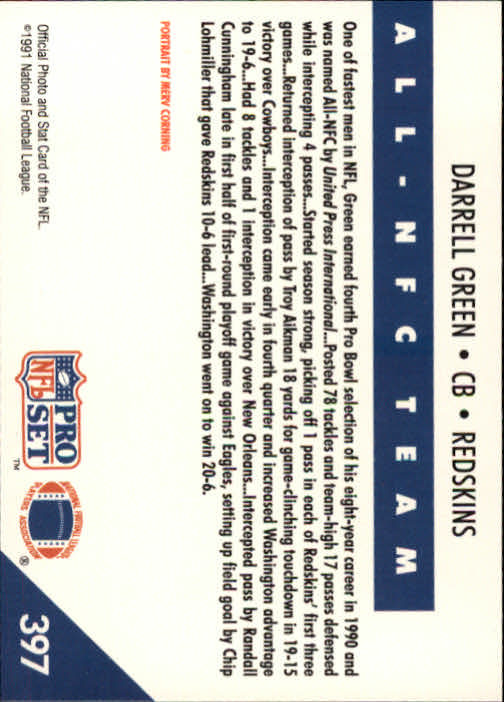 DARRELL GREEN • CB • REDSKINS
ALL-NFC TEAM
One of fastest men in NFL, Green earned fourth Pro Bowl selection of his eight-year career in 1990 and
was named All-NFC by United Press International...Posted 78 tackles and team-high 17 passes defensed
while intercepting 4 passes...Started season strong, picking off 1 pass in each of Redskins' first three
games...Returned interception of pass by Troy Aikman 18 yards for game-clinching touchdown in 19-15
victory over Cowboys...Interception came early in fourth quarter and increased Washington advantage
to 19-6...Had 8 tackles and 1 interception in victory over New Orleans...Intercepted pass by Randall
Cunningham late in first half of first-round playoff game against Eagles, setting up field goal by Chip
Lohmiller that gave Redskins 10-6 lead...Washington went on to win 20-6.
PORTRAIT BY MERV CORNING
Official Photo and Stat Card of the NFL.
©1991 National Football League.
PRO
NFL
SET
TM
NATIONAL FOOTBALL LEAGUE
PLAYERS ASSOCIATION
®
397